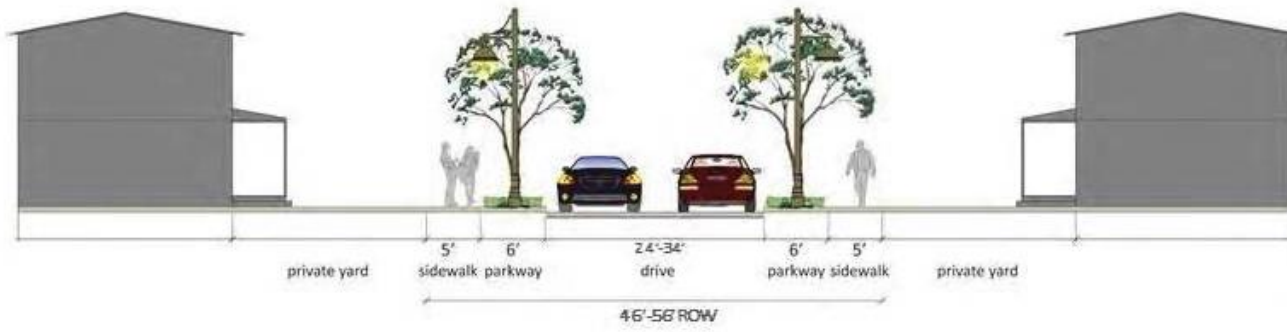 5' 6' 24'-34' 6' 5'
private yard sidewalk parkway drive parkway sidewalk private yard
46'-56' ROW